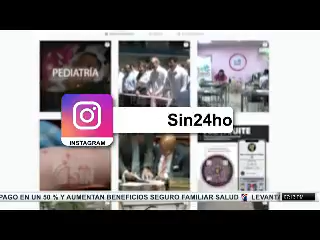 PEDIATRÍA
Sin24ho
INSTAGRAM
PAGO EN UN 50 % Y AUMENTAN BENEFICIOS SEGURO FAMILIAR SALUD
LEVANT